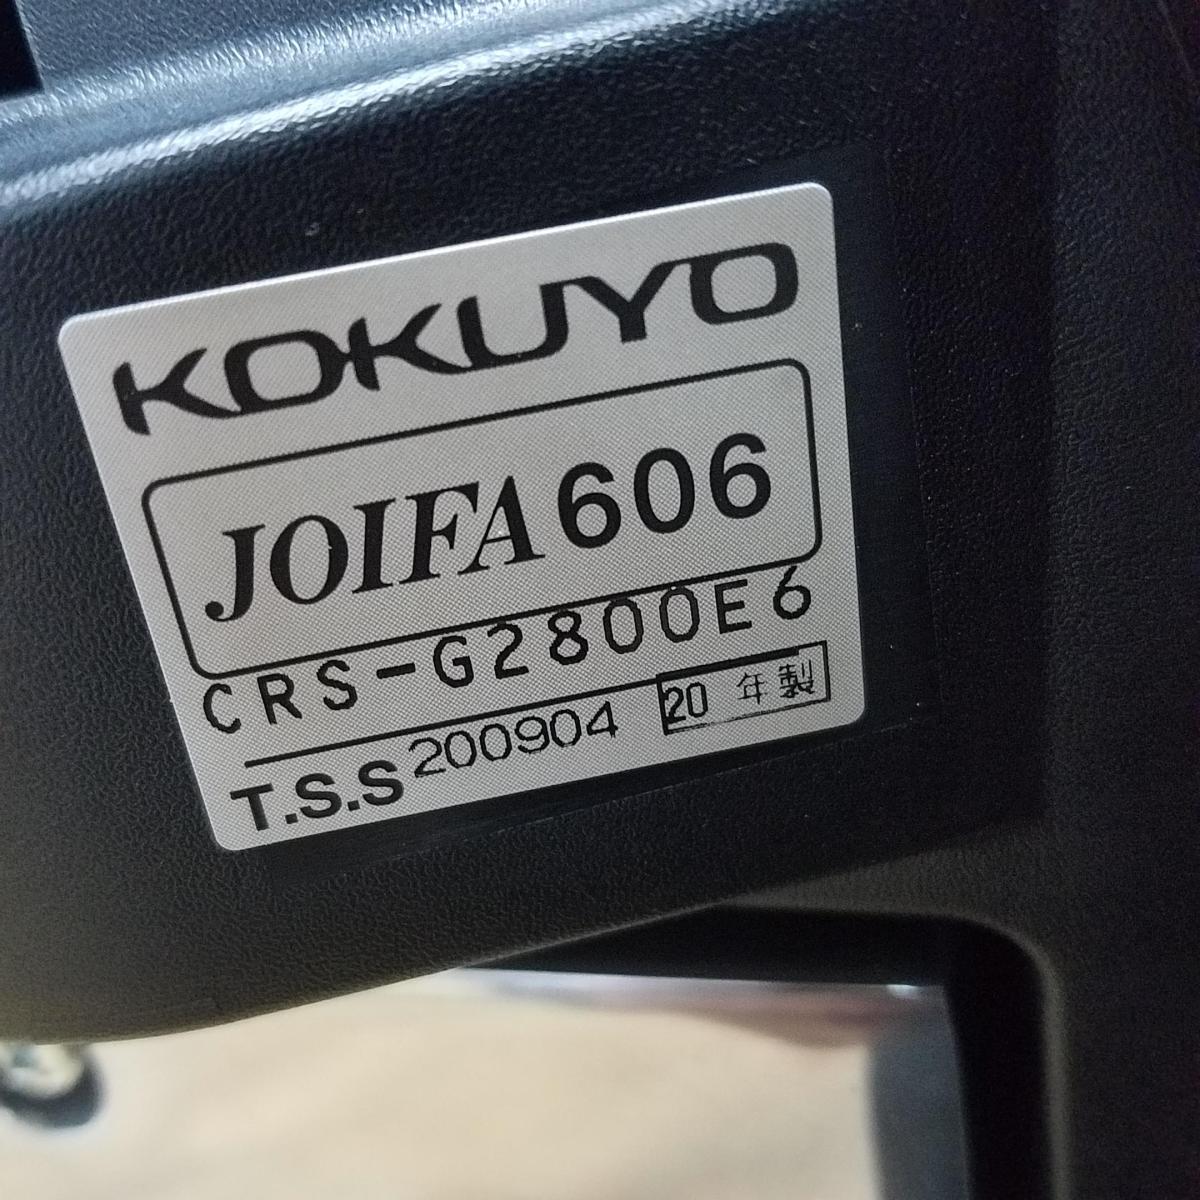 KOKUYO
JOIFA 606
CRS-G2800E6
T.S.S 200904 20 年製